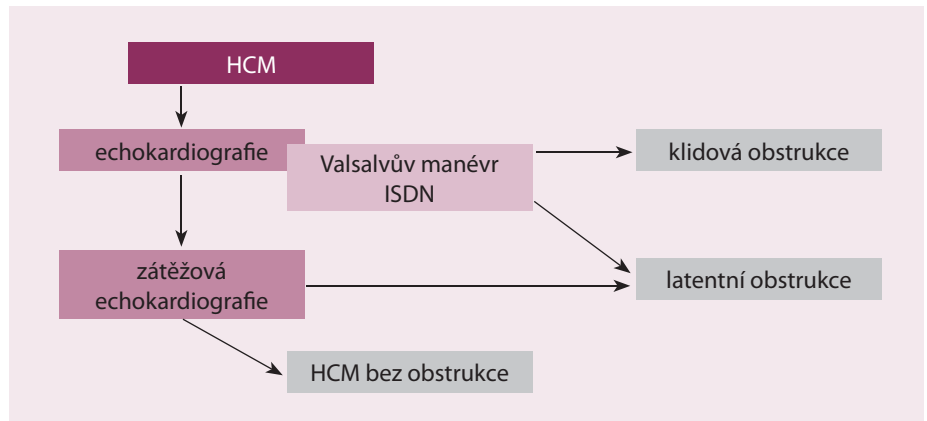 HCM
echokardiografie
Valsalvův manévr
ISDN
klidová obstrukce
zátěžová
echokardiografie
latentní obstrukce
HCM bez obstrukce